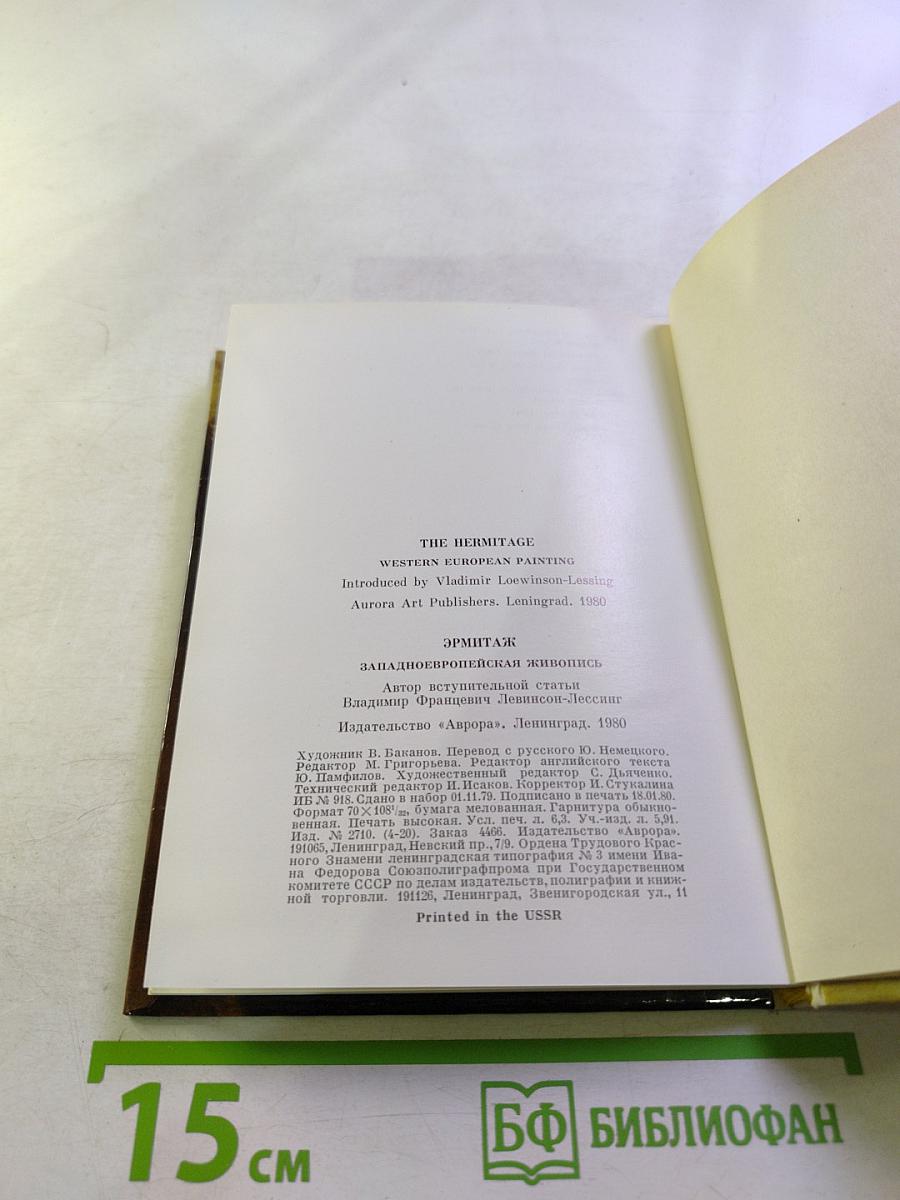 THE HERMITAGE
WESTERN EUROPEAN PAINTING
Introduced by Vladimir Loewinson-Lessing
Aurora Art Publishers. Leningrad. 1980
ЭРМИТАЖ
ЗАПАДНОЕВРОПЕЙСКАЯ ЖИВОПИСЬ
Автор вступительной статьи
Владимир Францевич Левинсон-Лессинг
Издательство «Аврора». Ленинград. 1980
Художник В. Баканов. Перевод с русского Ю. Немецкого.
Редактор М. Григорьева. Редактор английского текста
Ю. Памфилов. Художественный редактор С. Дьяченко.
Технический редактор И. Исаков. Корректор И. Стукалина
ИБ № 918. Сдано в набор 01.11.79. Подписано в печать 18.01.80.
Формат 70×108¹/₃₂, бумага мелованная. Гарнитура обыкно-
венная. Печать высокая. Усл. печ. л. 6,3. Уч.-изд. л. 5,91.
Изд. № 2710. (4-20). Заказ 4466. Издательство «Аврора».
191065, Ленинград, Невский пр., 7/9. Ордена Трудового Крас-
ного Знамени ленинградская типография № 3 имени Ива-
на Федорова Союзполиграфпрома при Государственном
комитете СССР по делам издательств, полиграфии и книж-
ной торговли. 191126, Ленинград, Звенигородская ул., 11
Printed in the USSR
15 см
БФ БИБЛИОФАН